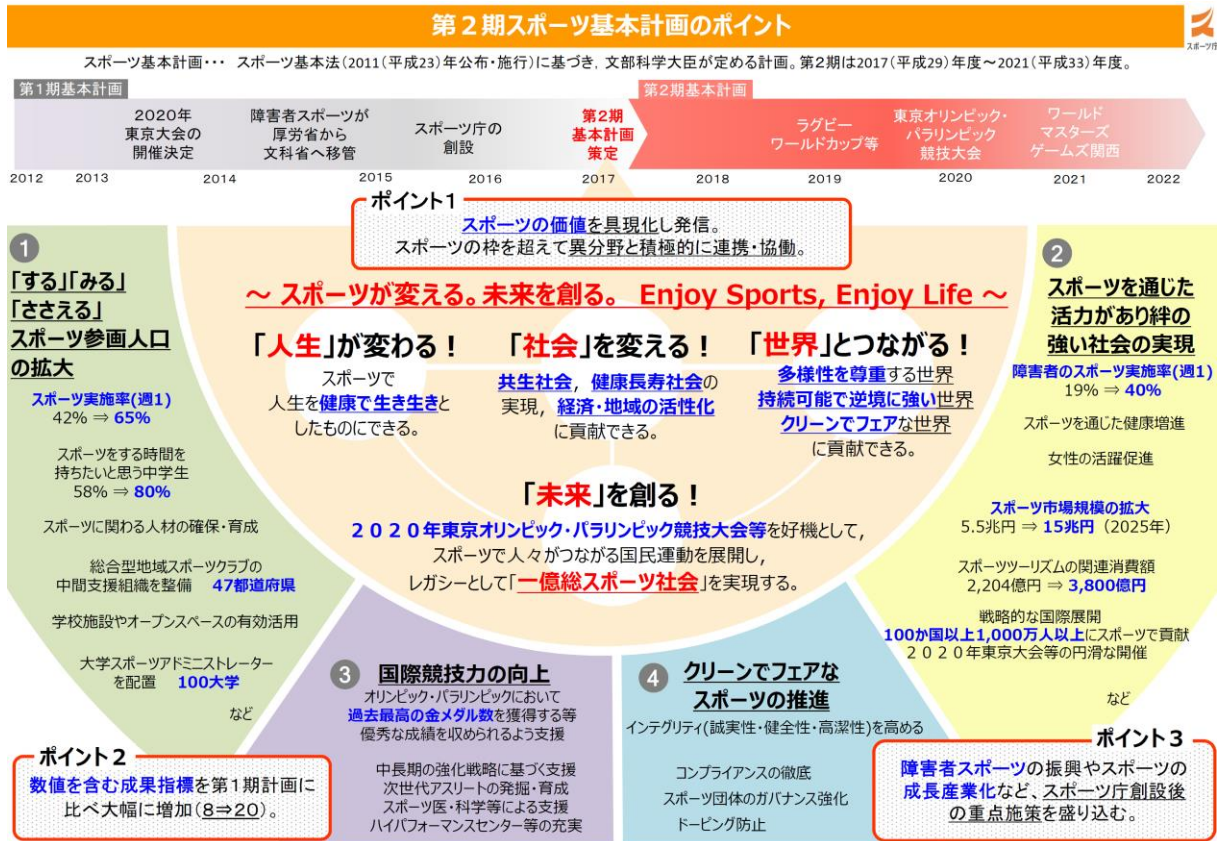 第2期スポーツ基本計画のポイント
スポーツ庁
スポーツ基本計画・・・ スポーツ基本法(2011(平成23)年公布・施行)に基づき，文部科学大臣が定める計画。第2期は2017(平成29)年度～2021(平成33)年度。
第1期基本計画
第2期基本計画
2020年
東京大会の
開催決定
障害者スポーツが
厚労省から
文科省へ移管
スポーツ庁の
創設
第2期
基本計画
策定
ラグビー
ワールドカップ等
東京オリンピック・
パラリンピック
競技大会
ワールド
マスターズ
ゲームズ関西
2012 2013 2014 2015 2016 2017 2018 2019 2020 2021 2022
ポイント1
スポーツの価値を具現化し発信。
スポーツの枠を超えて異分野と積極的に連携・協働。
～ スポーツが変える。未来を創る。 Enjoy Sports, Enjoy Life ～
「人生」が変わる！
スポーツで
人生を健康で生き生きと
したものにできる。
「社会」を変える！
共生社会，健康長寿社会の
実現，経済・地域の活性化
に貢献できる。
「世界」とつながる！
多様性を尊重する世界
持続可能で逆境に強い世界
クリーンでフェアな世界
に貢献できる。
「未来」を創る！
２０２０年東京オリンピック・パラリンピック競技大会等を好機として，
スポーツで人々がつながる国民運動を展開し，
レガシーとして「一億総スポーツ社会」を実現する。
1
「する」「みる」
「ささえる」
スポーツ参画人口
の拡大
スポーツ実施率(週1)
42% ⇒ 65%
スポーツをする時間を
持ちたいと思う中学生
58% ⇒ 80%
スポーツに関わる人材の確保・育成
総合型地域スポーツクラブの
中間支援組織を整備 47都道府県
学校施設やオープンスペースの有効活用
大学スポーツアドミニストレーター
を配置 100大学
など
2
スポーツを通じた
活力があり絆の
強い社会の実現
障害者のスポーツ実施率(週1)
19% ⇒ 40%
スポーツを通じた健康増進
女性の活躍促進
スポーツ市場規模の拡大
5.5兆円 ⇒ 15兆円（2025年）
スポーツツーリズムの関連消費額
2,204億円 ⇒ 3,800億円
戦略的な国際展開
100か国以上1,000万人以上にスポーツで貢献
２０２０年東京大会等の円滑な開催
など
3
国際競技力の向上
オリンピック・パラリンピックにおいて
過去最高の金メダル数を獲得する等
優秀な成績を収められるよう支援
中長期の強化戦略に基づく支援
次世代アスリートの発掘・育成
スポーツ医・科学等による支援
ハイパフォーマンスセンター等の充実
4
クリーンでフェアな
スポーツの推進
インテグリティ(誠実性・健全性・高潔性)を高める
コンプライアンスの徹底
スポーツ団体のガバナンス強化
ドーピング防止
ポイント２
数値を含む成果指標を第１期計画に
比べ大幅に増加(8⇒20)。
ポイント３
障害者スポーツの振興やスポーツの
成長産業化など、スポーツ庁創設後
の重点施策を盛り込む。